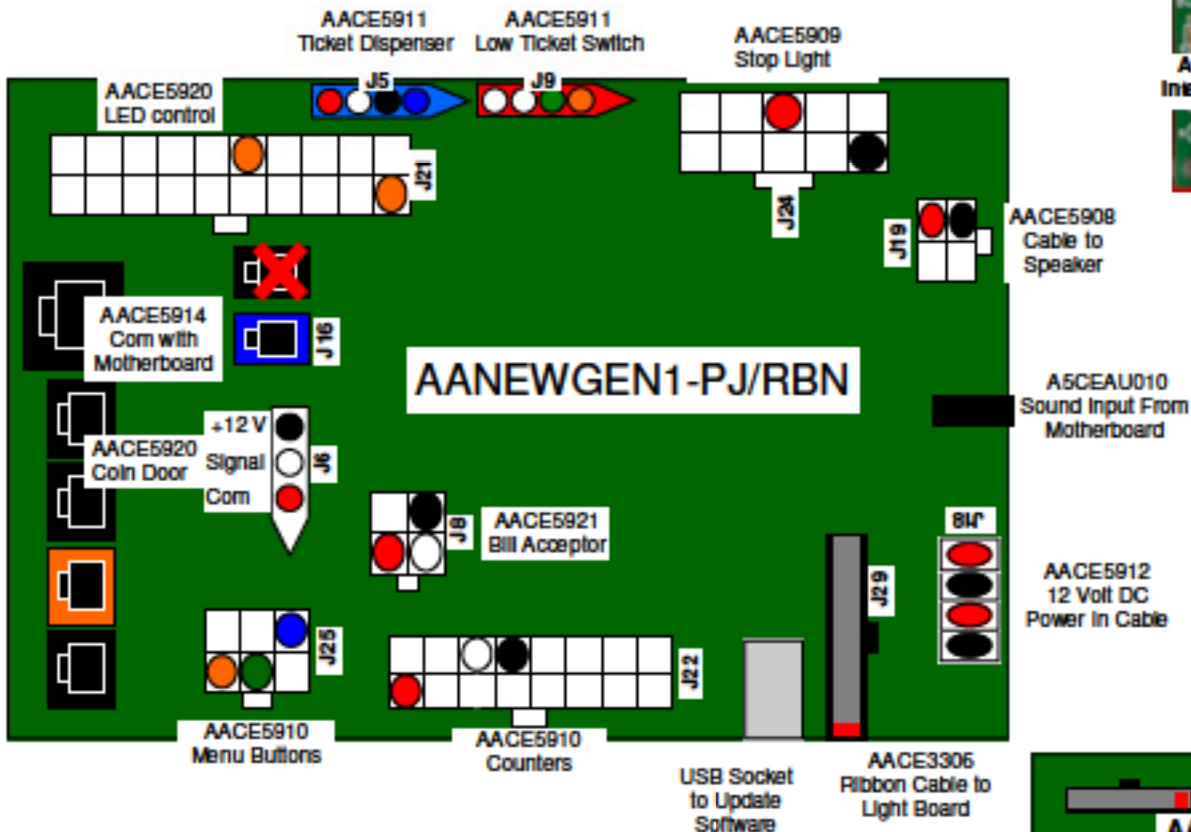 AACE5911
Ticket Dispenser
AACE5911
Low Ticket Switch
AACE5909
Stop Light
AACE5920
LED control
J5
J9
J21
J24
J19
AACE5908
Cable to
Speaker
AACE5914
Com with
Motherboard
J16
AANEWGEN1-PJ/RBN
A5CEAU010
Sound Input From
Motherboard
AACE5920
Coin Door
+12 V
Signal
Com
J6
J8
AACE5921
Bill Acceptor
J18
AACE5912
12 Volt DC
Power In Cable
J29
J25
J22
AACE5910
Menu Buttons
AACE5910
Counters
USB Socket
to Update
Software
AACE3306
Ribbon Cable to
Light Board